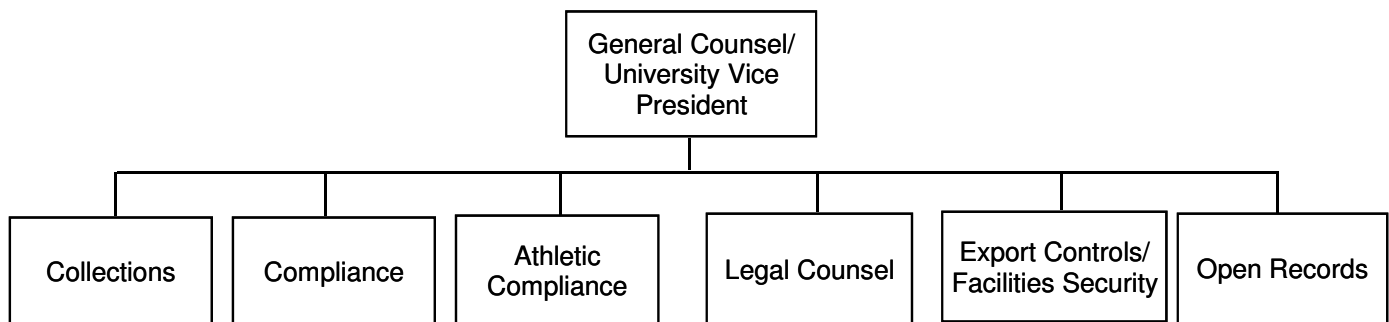 General Counsel/
University Vice
President
Collections
Compliance
Athletic
Compliance
Legal Counsel
Export Controls/
Facilities Security
Open Records